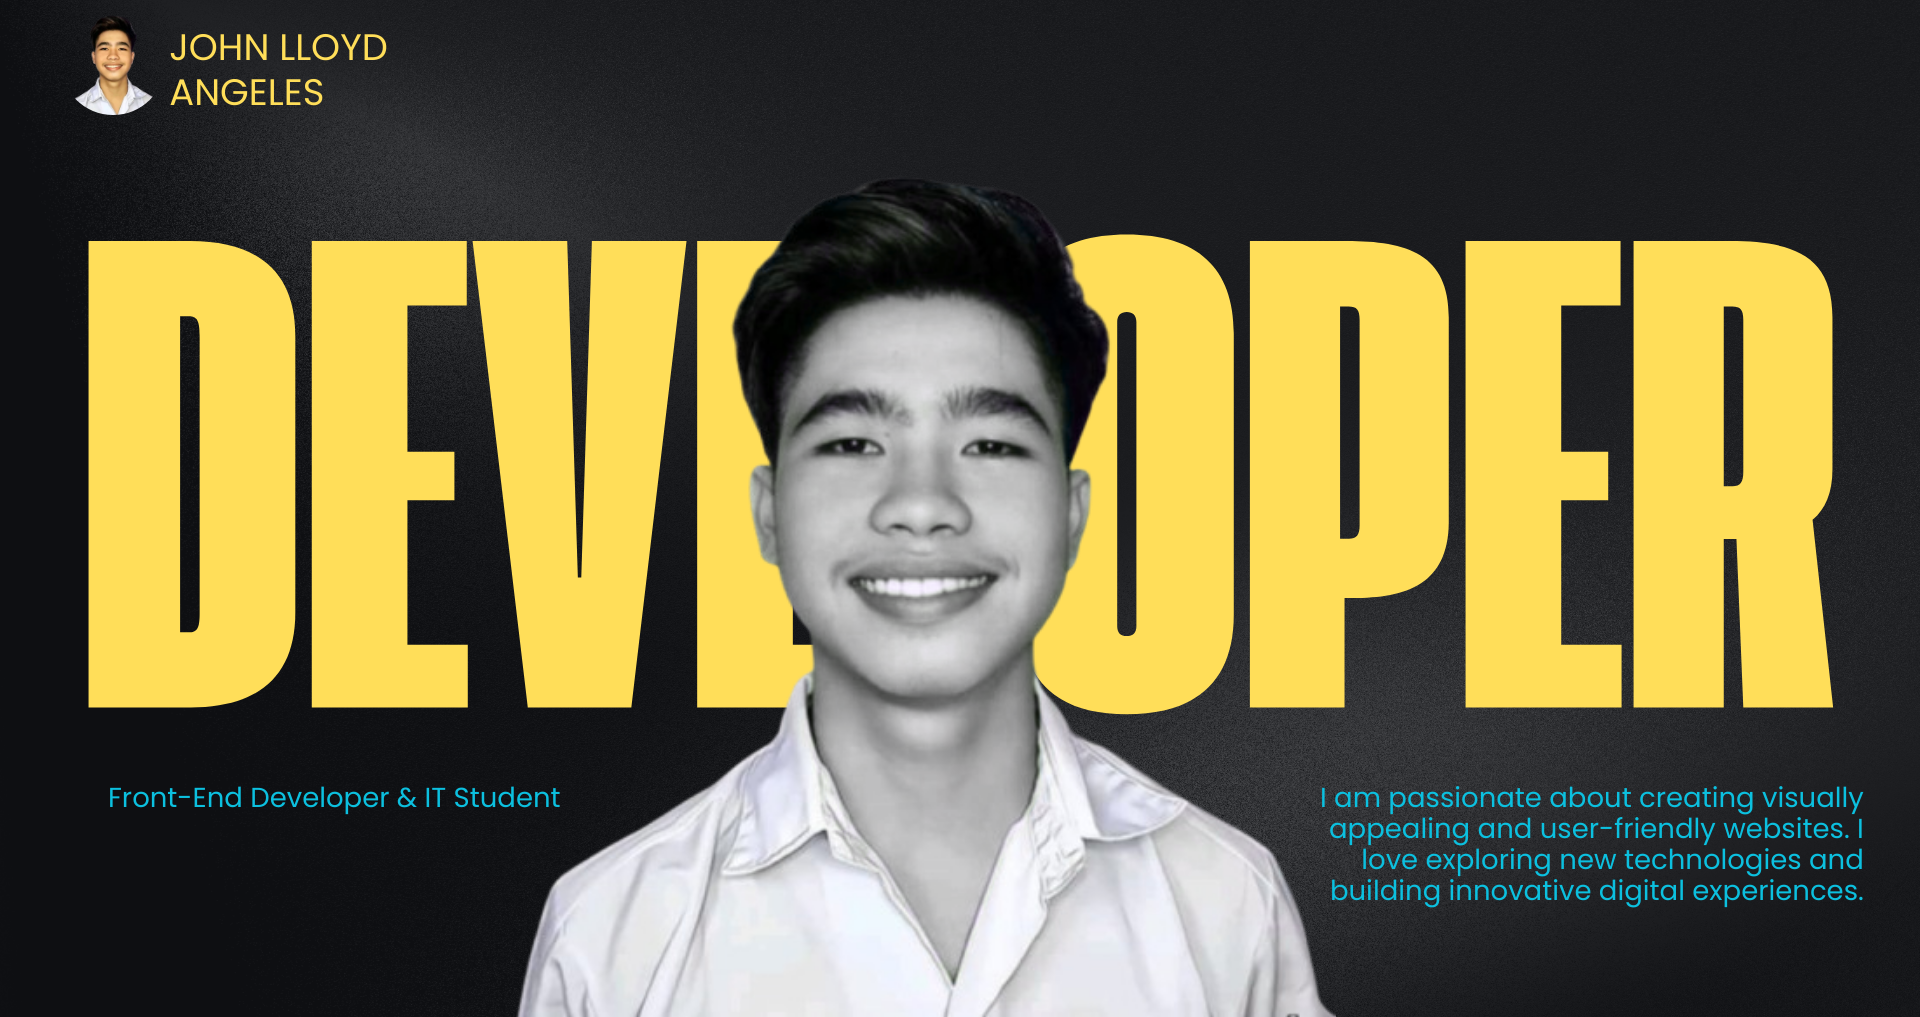 JOHN LLOYD
ANGELES
DEVELOPER
Front-End Developer & IT Student
I am passionate about creating visually
appealing and user-friendly websites. I
love exploring new technologies and
building innovative digital experiences.